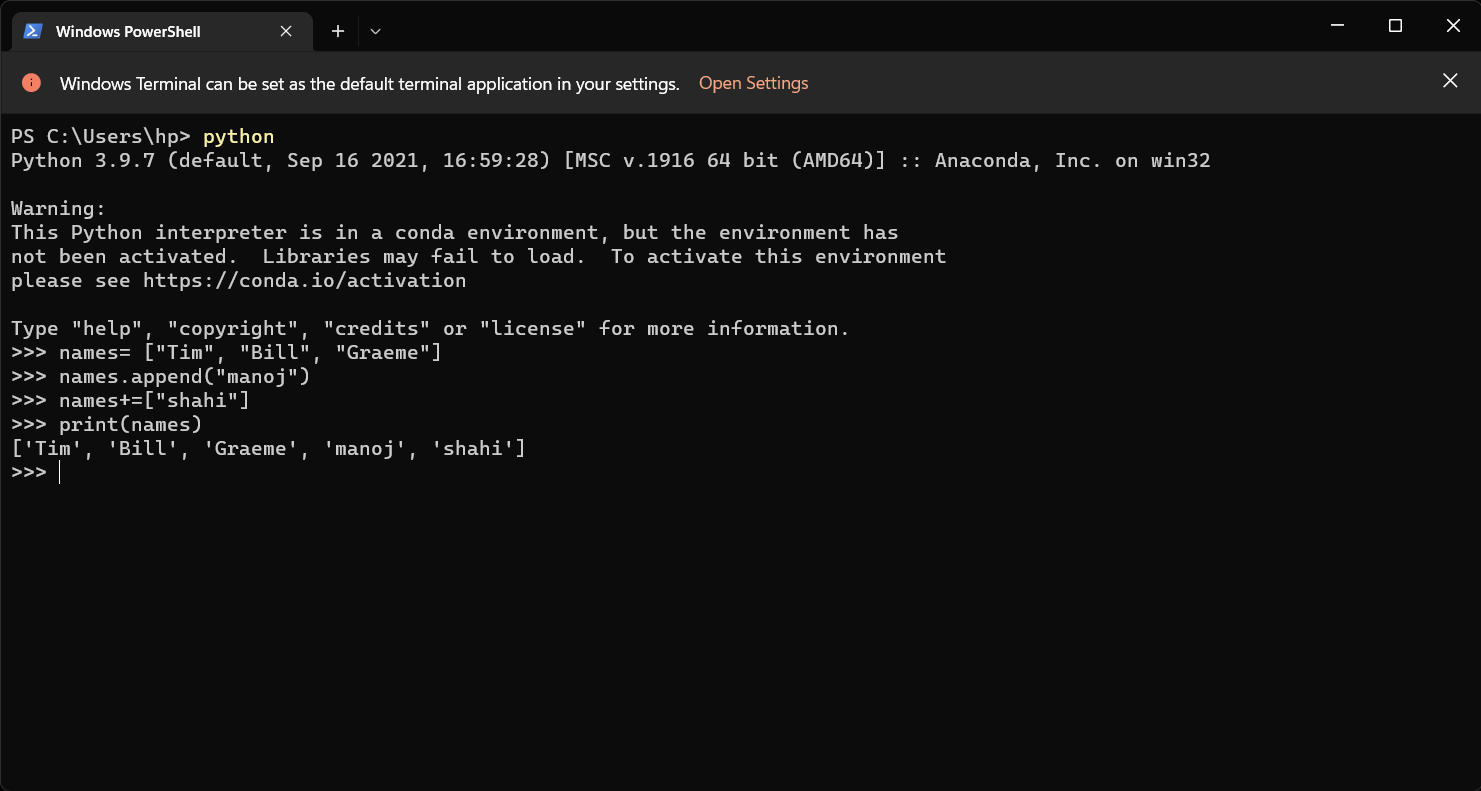 Windows PowerShell
Windows Terminal can be set as the default terminal application in your settings. Open Settings
PS C:\Users\hp> python
Python 3.9.7 (default, Sep 16 2021, 16:59:28) [MSC v.1916 64 bit (AMD64)] :: Anaconda, Inc. on win32
Warning:
This Python interpreter is in a conda environment, but the environment has
not been activated.  Libraries may fail to load.  To activate this environment
please see https://conda.io/activation
Type "help", "copyright", "credits" or "license" for more information.
>>> names= ["Tim", "Bill", "Graeme"]
>>> names.append("manoj")
>>> names+=["shahi"]
>>> print(names)
['Tim', 'Bill', 'Graeme', 'manoj', 'shahi']
>>>